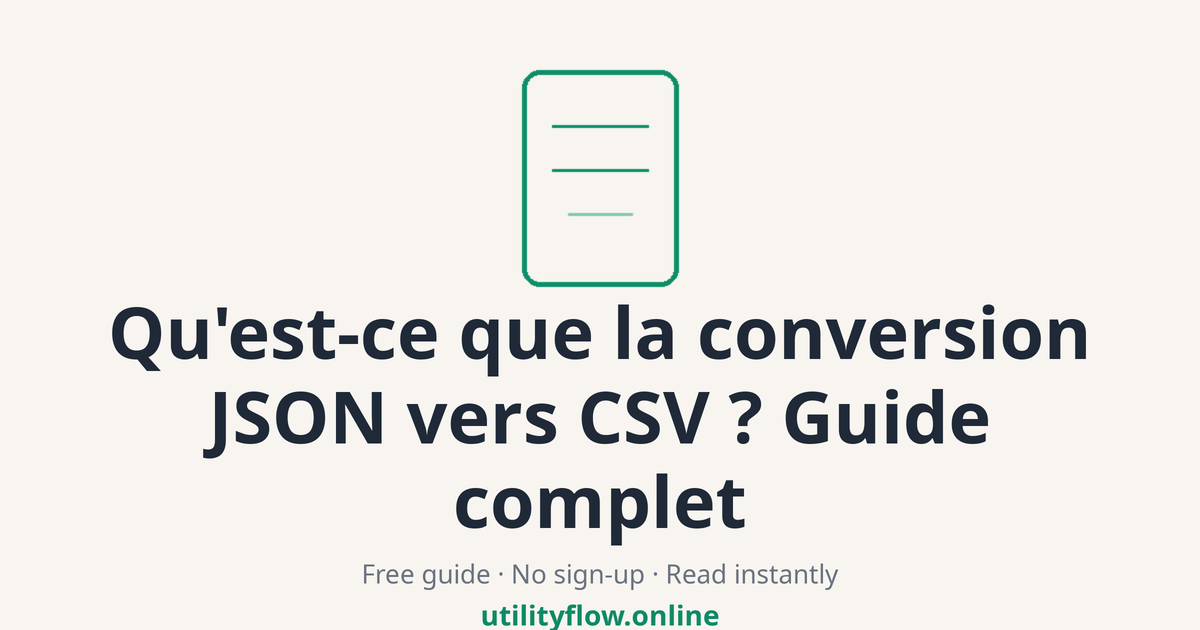 Qu'est-ce que la conversion
JSON vers CSV ? Guide
complet
Free guide · No sign-up · Read instantly
utilityflow.online